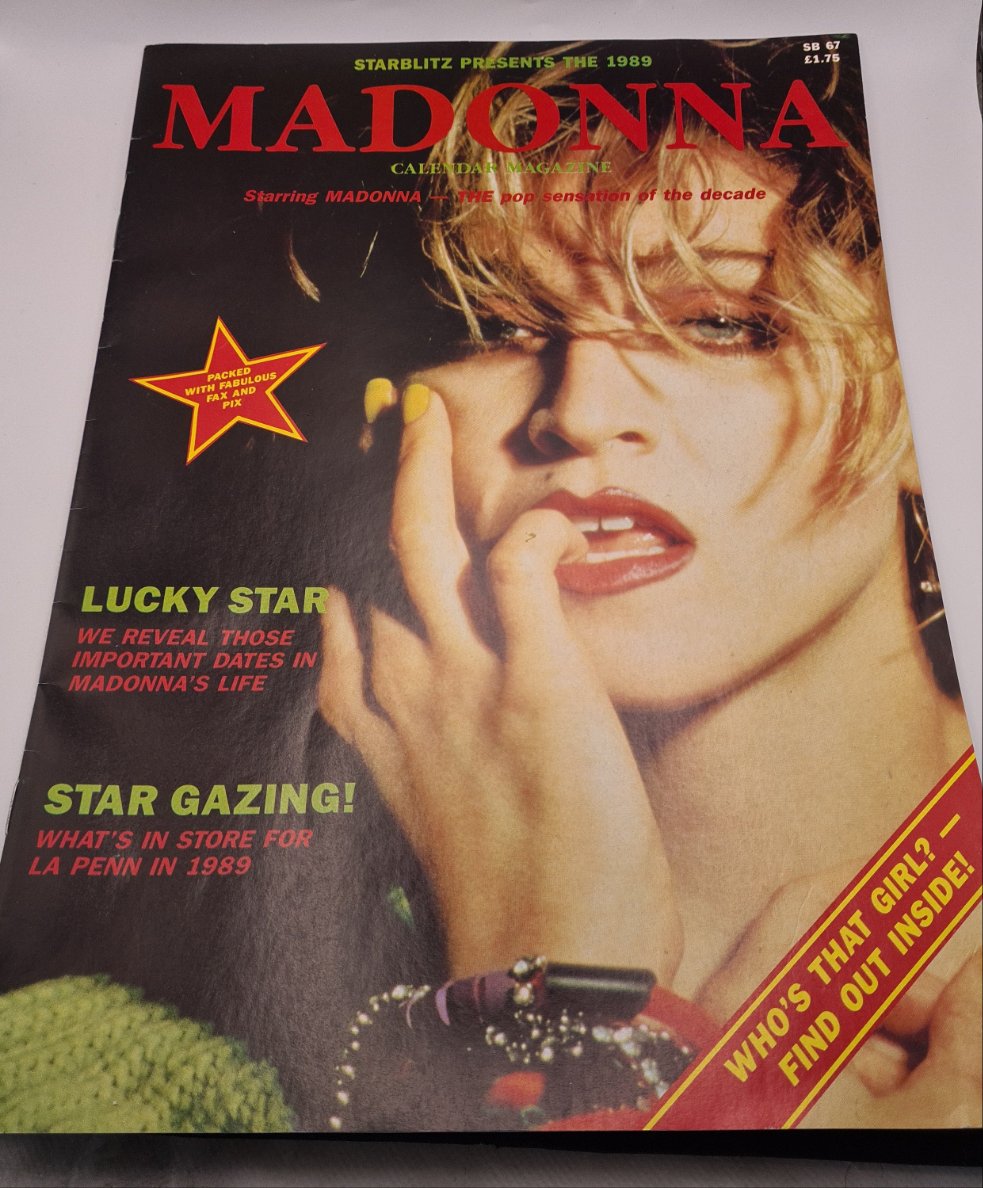 SB 67
£1.75
STARBLITZ PRESENTS THE 1989
MADONNA
CALENDAR MAGAZINE
Starring MADONNA — THE pop sensation of the decade
PACKED
WITH FABULOUS
FAX AND
PIX
LUCKY STAR
WE REVEAL THOSE
IMPORTANT DATES IN
MADONNA'S LIFE
STAR GAZING!
WHAT'S IN STORE FOR
LA PENN IN 1989
WHO'S THAT GIRL? —
FIND OUT INSIDE!